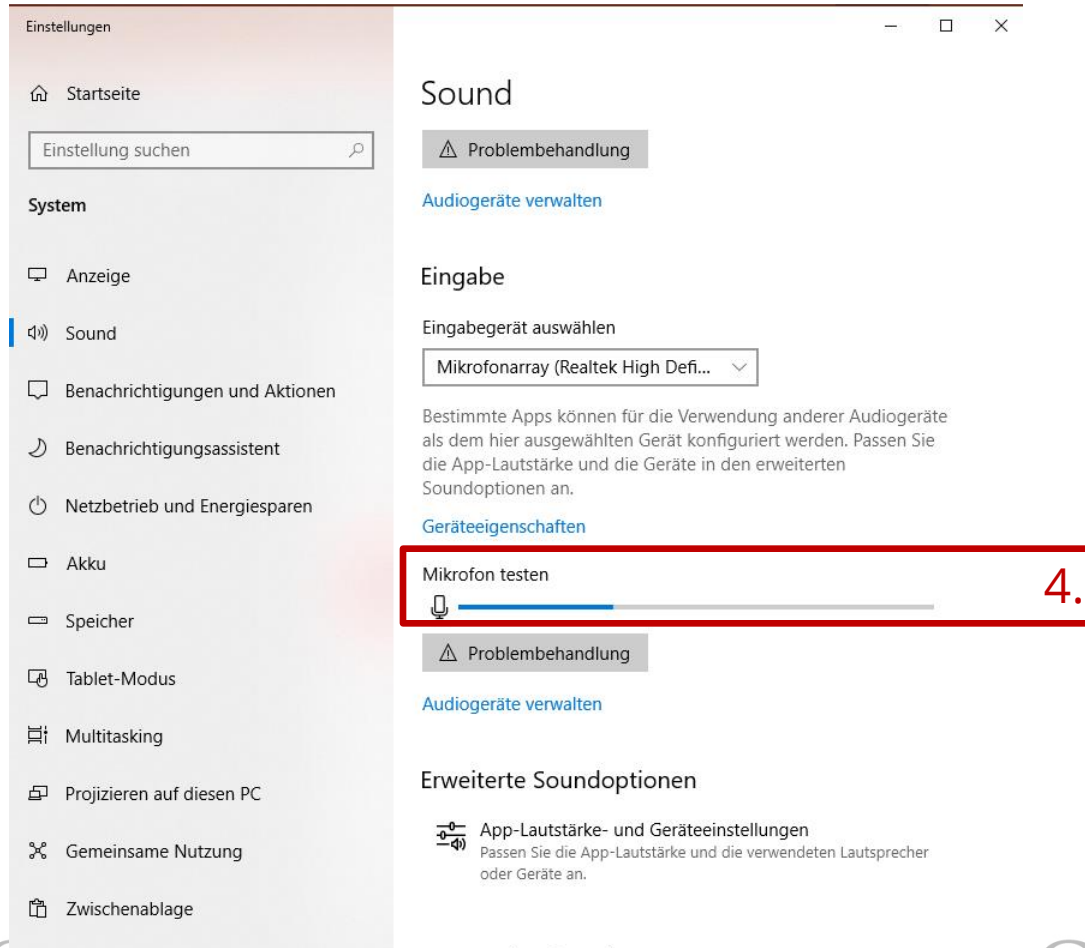 Einstellungen
Startseite
Einstellung suchen
System
Anzeige
Sound
Benachrichtigungen und Aktionen
Benachrichtigungsassistent
Netzbetrieb und Energiesparen
Akku
Speicher
Tablet-Modus
Multitasking
Projizieren auf diesen PC
Gemeinsame Nutzung
Zwischenablage
Sound
Problembehandlung
Audiogeräte verwalten
Eingabe
Eingabegerät auswählen
Mikrofonarray (Realtek High Defi...
Bestimmte Apps können für die Verwendung anderer Audiogeräte
als dem hier ausgewählten Gerät konfiguriert werden. Passen Sie
die App-Lautstärke und die Geräte in den erweiterten
Soundoptionen an.
Geräteeigenschaften
Mikrofon testen
4.
Problembehandlung
Audiogeräte verwalten
Erweiterte Soundoptionen
App-Lautstärke- und Geräteeinstellungen
Passen Sie die App-Lautstärke und die verwendeten Lautsprecher
oder Geräte an.